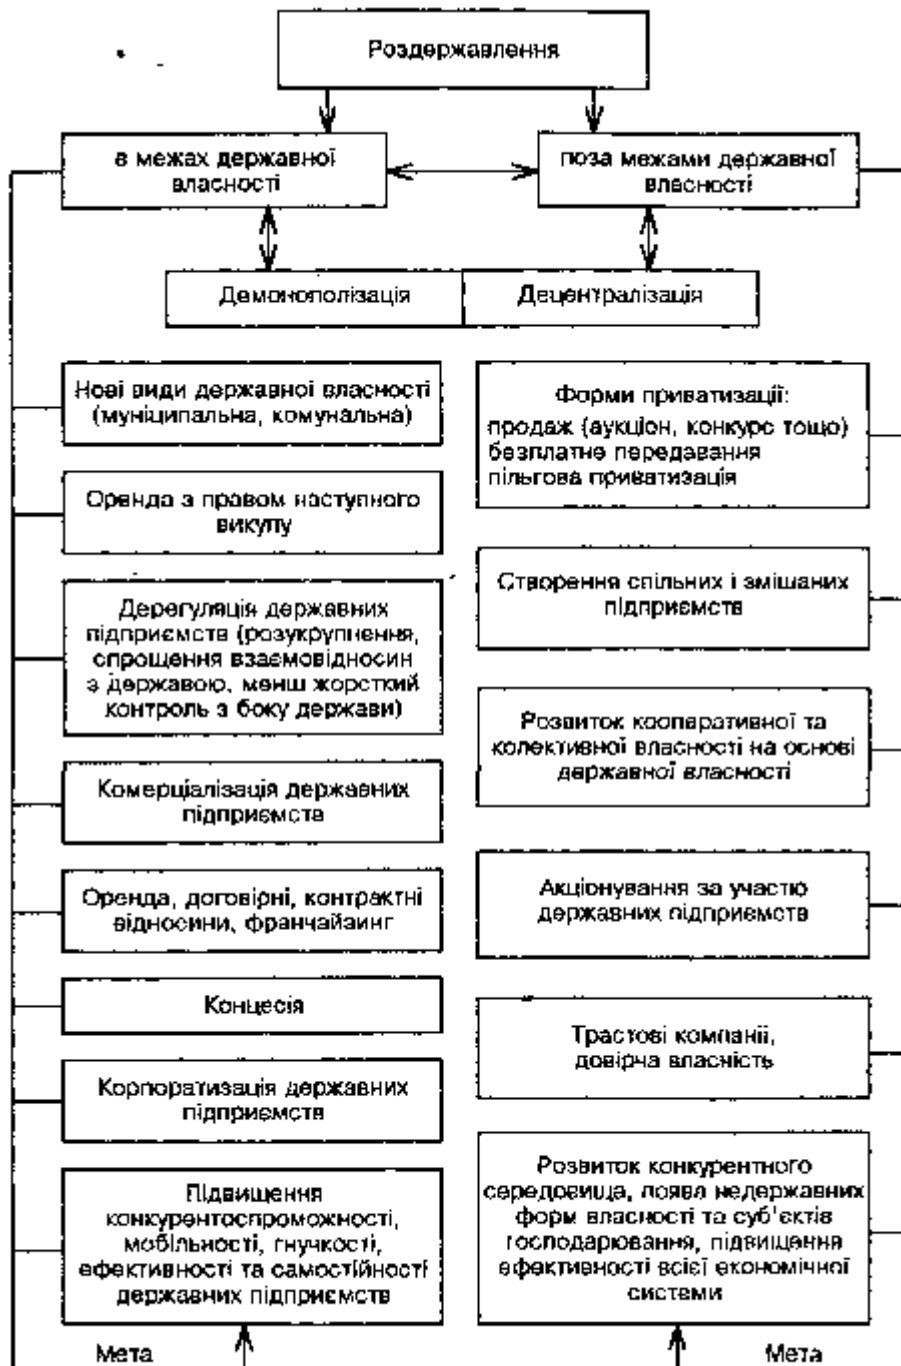 Роздержавлення
в межах державної
власності
поза межами державної
власності
Демонополізація
Децентралізація
Нові види державної власності
(муніципальна, комунальна)
Оренда з правом наступного
викупу
Дерегуляція державних
підприємств (розукрупнення,
спрощення взаємовідносин
з державою, менш жорсткий
контроль з боку держави)
Комерціалізація державних
підприємств
Оренда, договірні, контрактні
відносини, франчайзинг
Концесія
Корпоратизація державних
підприємств
Підвищення
конкурентоспроможності,
мобільності, гнучкості,
ефективності та самостійності
державних підприємств
Мета
Форми приватизації:
продаж (аукціон, конкурс тощо)
безплатне передавання
пільгова приватизація
Створення спільних і змішаних
підприємств
Розвиток кооперативної та
колективної власності на основі
державної власності
Акціонування за участю
державних підприємств
Трастові компанії,
довірча власність
Розвиток конкурентного
середовища, поява недержавних
форм власності та суб'єктів
господарювання, підвищення
ефективності всієї економічної
системи
Мета